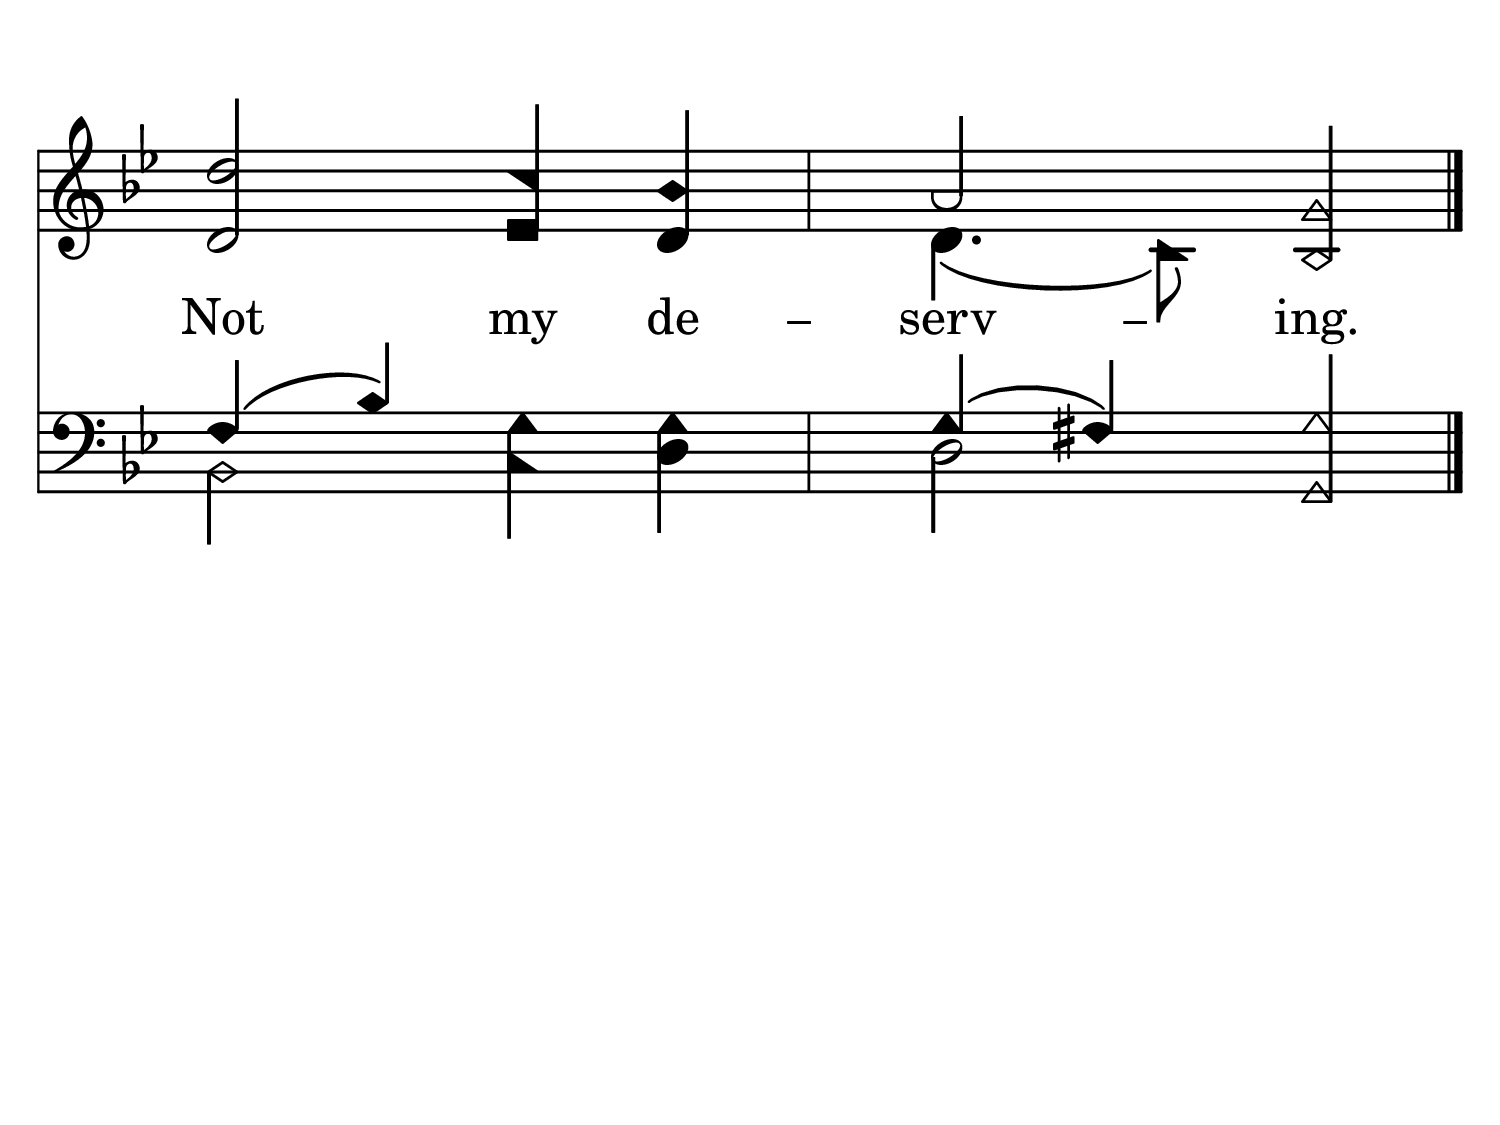 Not my de – serv – ing.